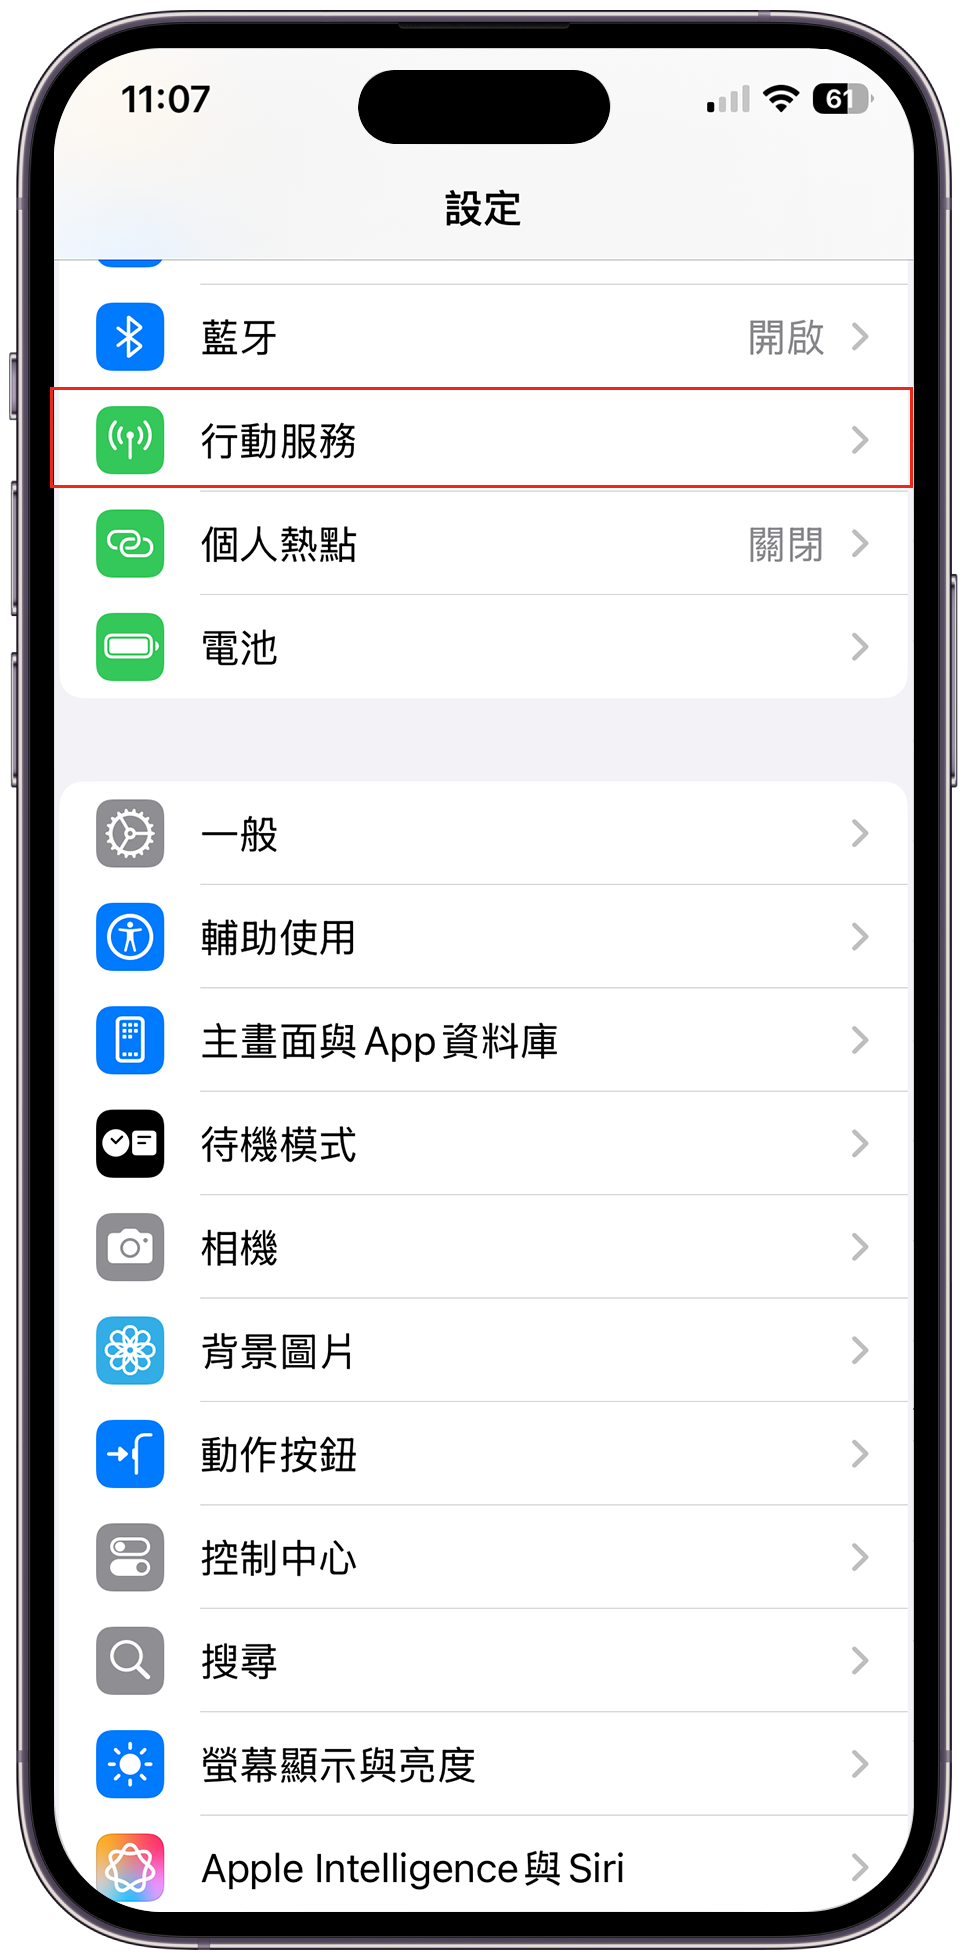 11:07
61
設定
藍牙 開啟
行動服務
個人熱點 關閉
電池
一般
輔助使用
主畫面與 App 資料庫
待機模式
相機
背景圖片
動作按鈕
控制中心
搜尋
螢幕顯示與亮度
Apple Intelligence 與 Siri